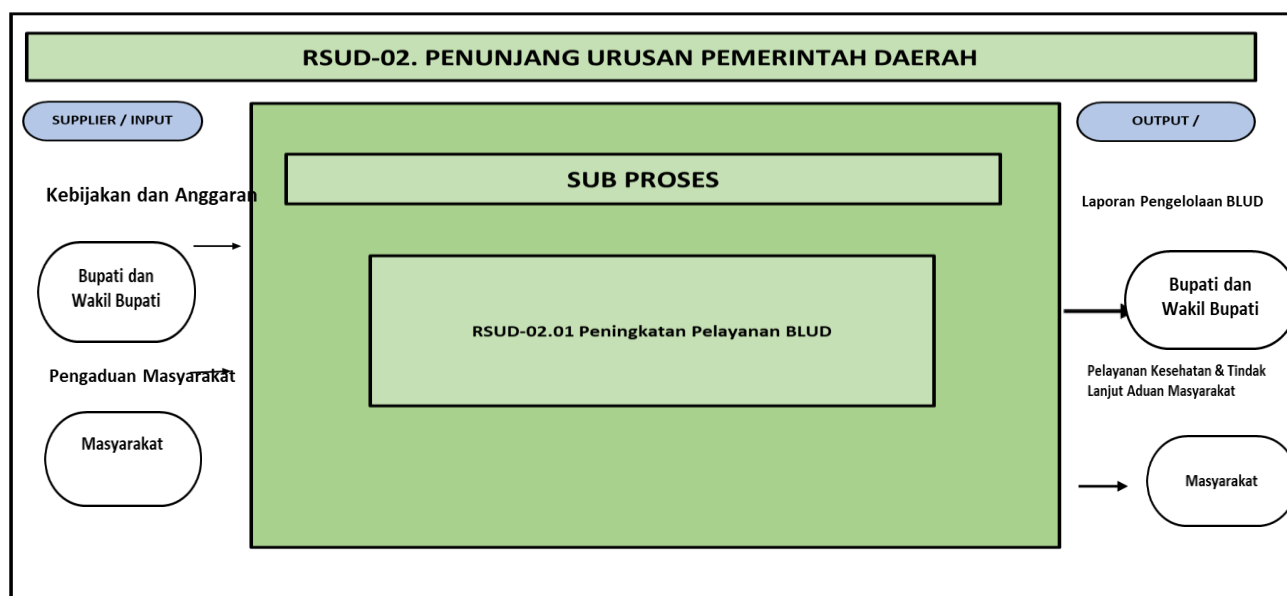 RSUD-02. PENUNJANG URUSAN PEMERINTAH DAERAH
SUPPLIER / INPUT
OUTPUT /
SUB PROSES
Kebijakan dan Anggaran
Bupati dan
Wakil Bupati
Pengaduan Masyarakat
Masyarakat
RSUD-02.01 Peningkatan Pelayanan BLUD
Laporan Pengelolaan BLUD
Bupati dan
Wakil Bupati
Pelayanan Kesehatan & Tindak
Lanjut Aduan Masyarakat
Masyarakat